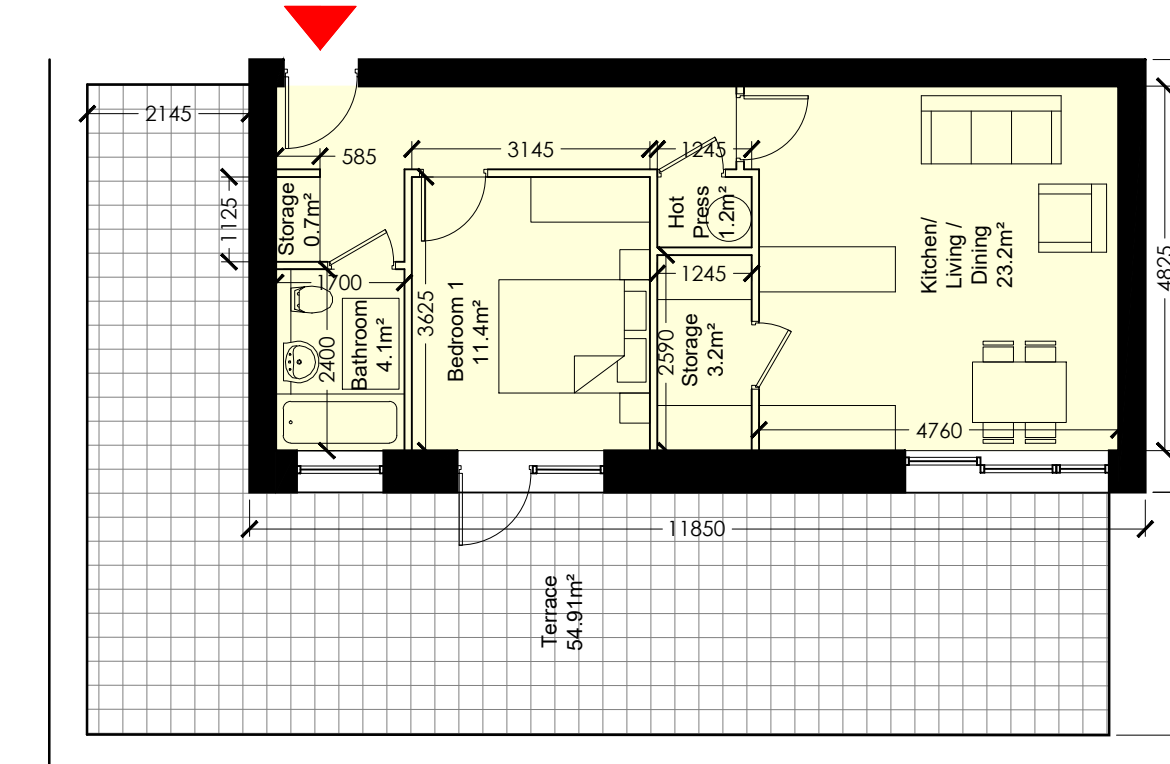 2145
585
3145
1245
1125
Storage
0.7m²
Hot
Press
1.2m²
Kitchen/
Living /
Dining
23.2m²
4825
1700
1245
3625
2400
Bathroom
4.1m²
Bedroom 1
11.4m²
2590
Storage
3.2m²
4760
11850
Terrace
54.91m²